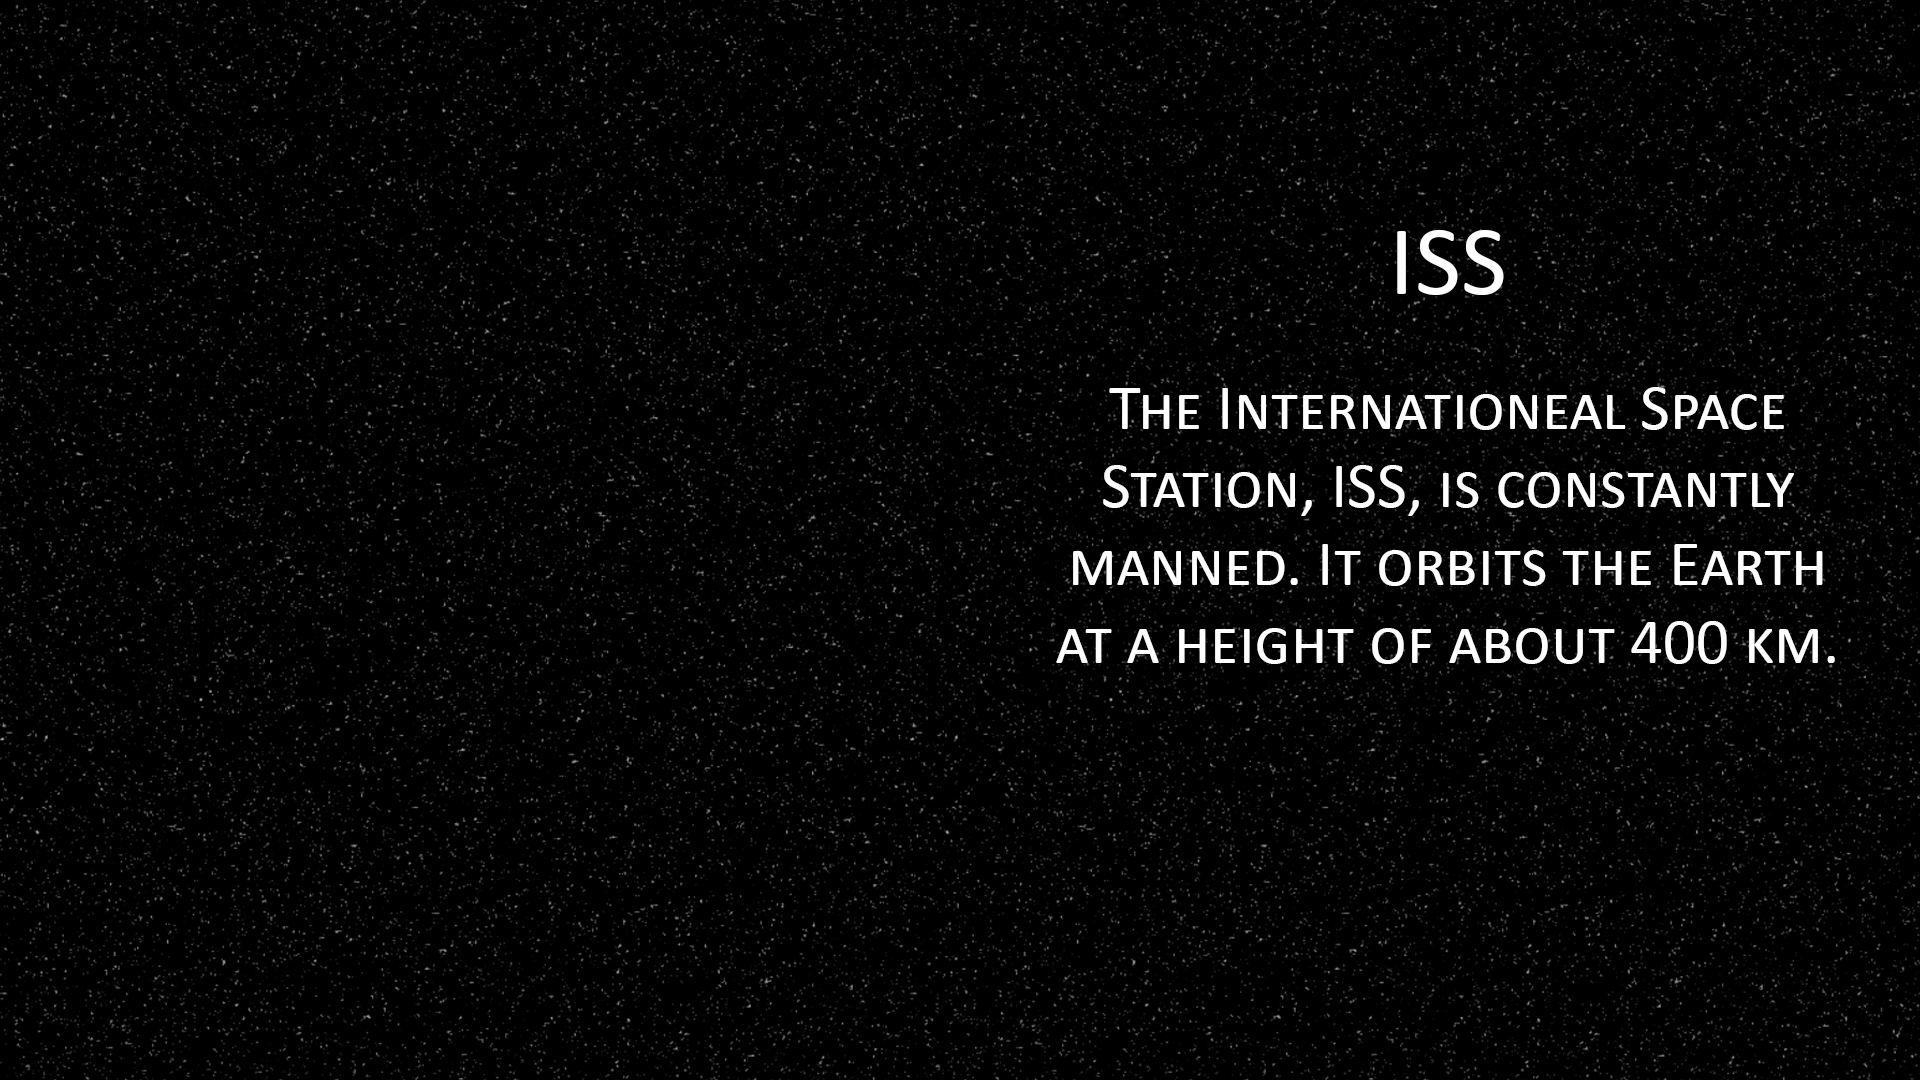 ISS
The Internationeal Space
Station, ISS, is constantly
manned. It orbits the Earth
at a height of about 400 km.